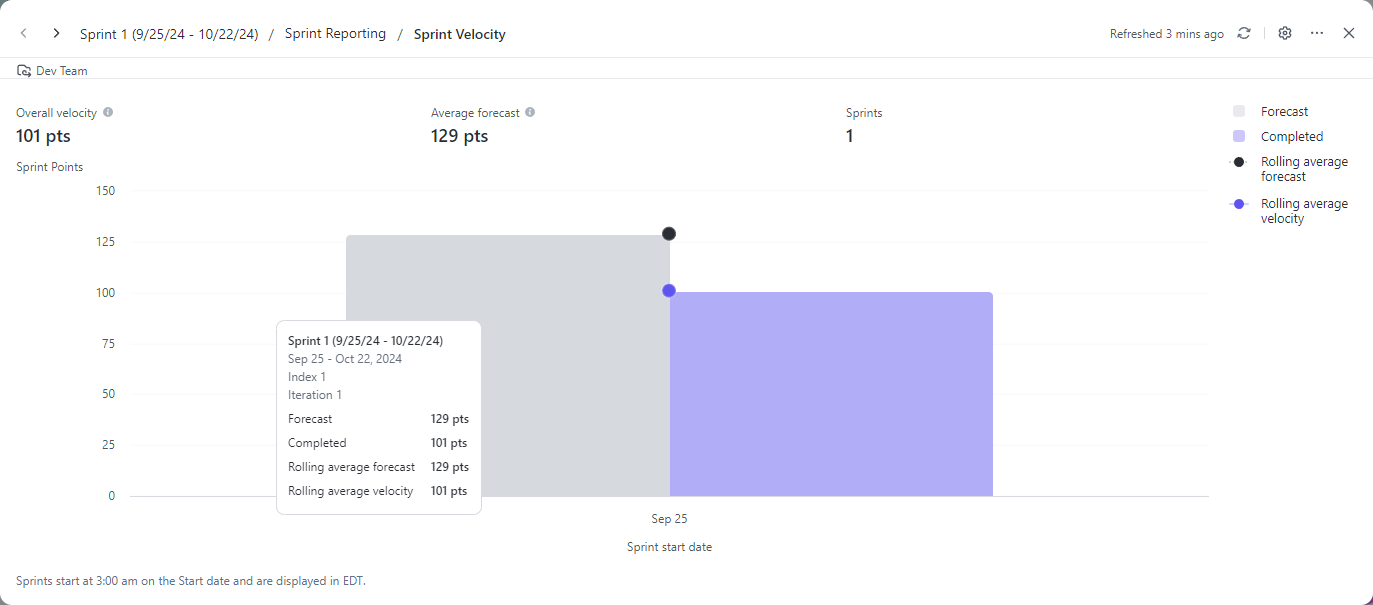 Sprint 1 (9/25/24 - 10/22/24) / Sprint Reporting / Sprint Velocity
Refreshed 3 mins ago
Dev Team
Overall velocity
101 pts
Average forecast
129 pts
Sprints
1
Forecast
Completed
Rolling average
forecast
Rolling average
velocity
Sprint Points
150
125
100
75
50
25
0
Sprint 1 (9/25/24 - 10/22/24)
Sep 25 - Oct 22, 2024
Index 1
Iteration 1
Forecast 129 pts
Completed 101 pts
Rolling average forecast 129 pts
Rolling average velocity 101 pts
Sep 25
Sprint start date
Sprints start at 3:00 am on the Start date and are displayed in EDT.